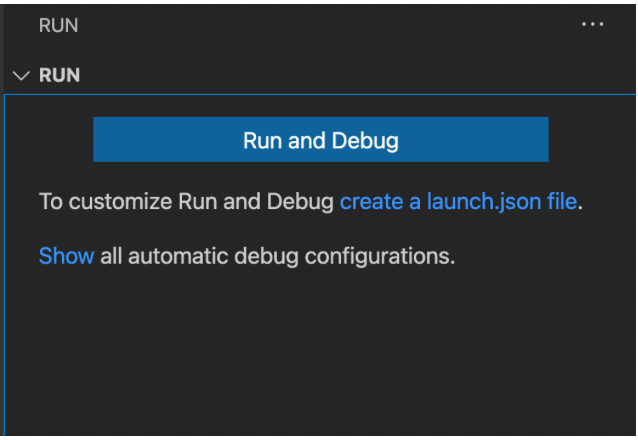 RUN
RUN
Run and Debug
To customize Run and Debug create a launch.json file.
Show all automatic debug configurations.